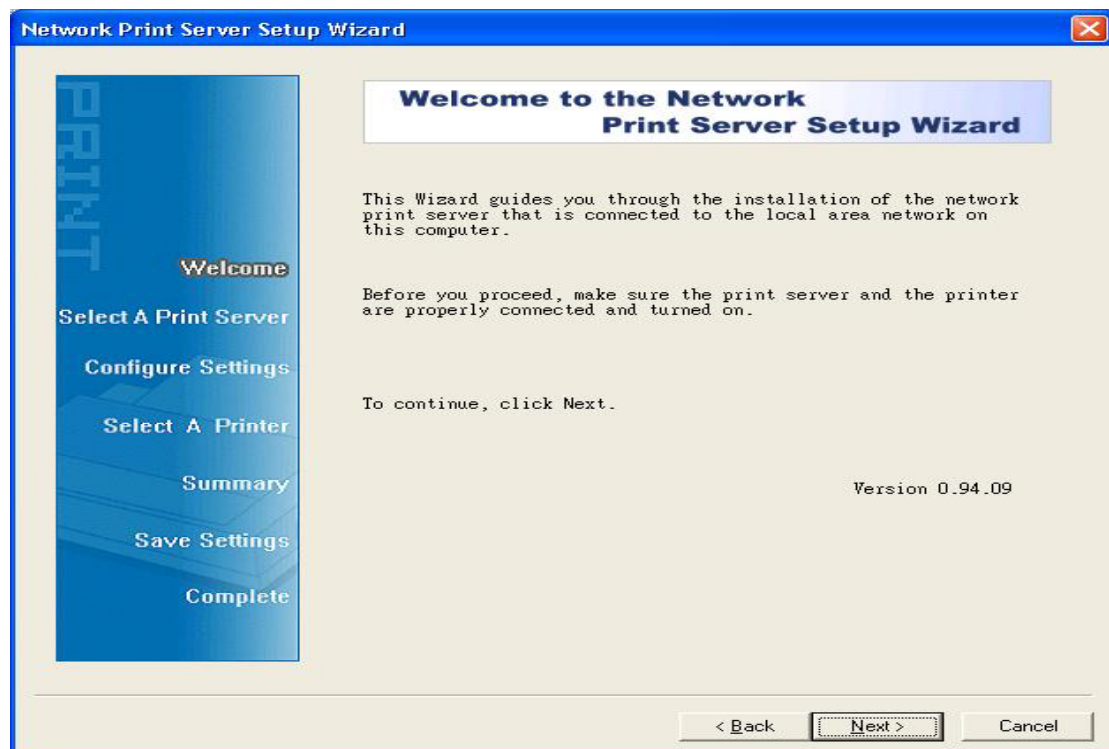 Network Print Server Setup Wizard
PRINT
Welcome
Select A Print Server
Configure Settings
Select A Printer
Summary
Save Settings
Complete
Welcome to the Network
Print Server Setup Wizard
This Wizard guides you through the installation of the network
print server that is connected to the local area network on
this computer.
Before you proceed, make sure the print server and the printer
are properly connected and turned on.
To continue, click Next.
Version 0.94.09
< Back
Next >
Cancel